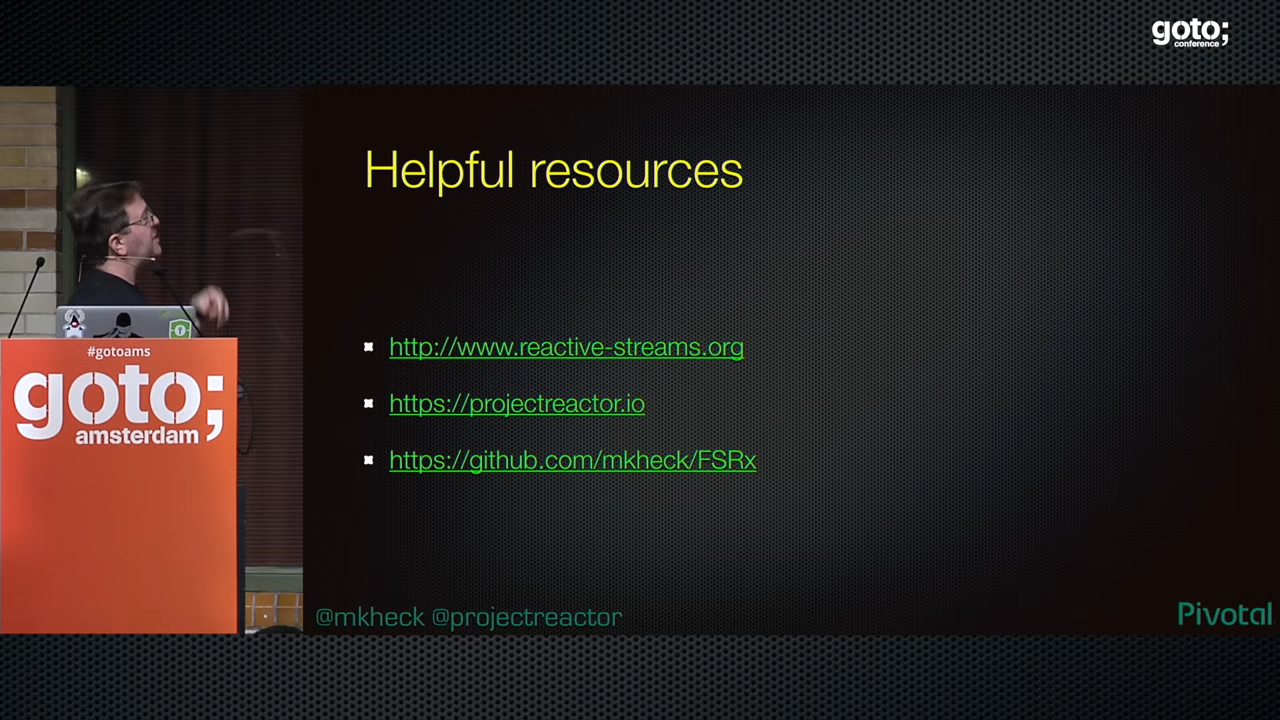 goto;
conference
Helpful resources
http://www.reactive-streams.org
https://projectreactor.io
https://github.com/mkheck/FSRx
@mkheck @projectreactor
Pivotal
#gotoams
goto;
amsterdam